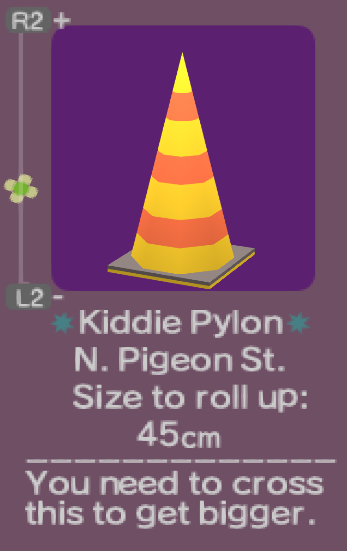 R2 +
L2 -
Kiddie Pylon
N. Pigeon St.
Size to roll up:
45cm
You need to cross
this to get bigger.